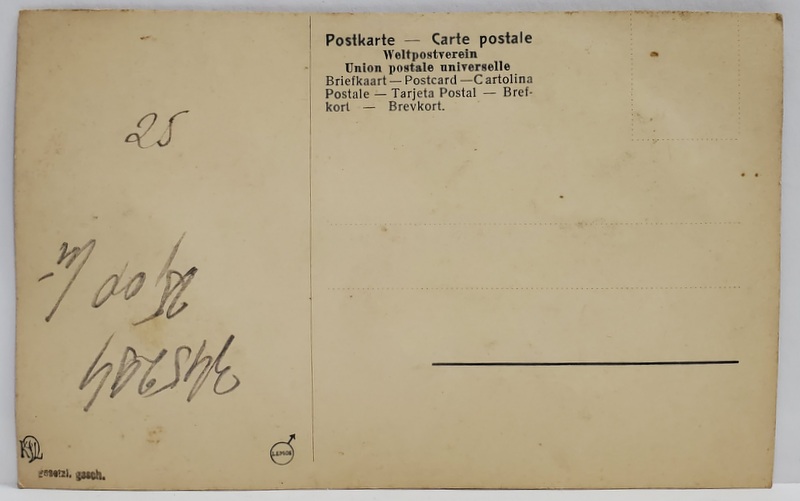 Postkarte — Carte postale
Weltpostverein
Union postale universelle
Briefkaart — Postcard — Cartolina
Postale — Tarjeta Postal — Bref-
kort — Brevkort.
25
gesetzl. gesch.